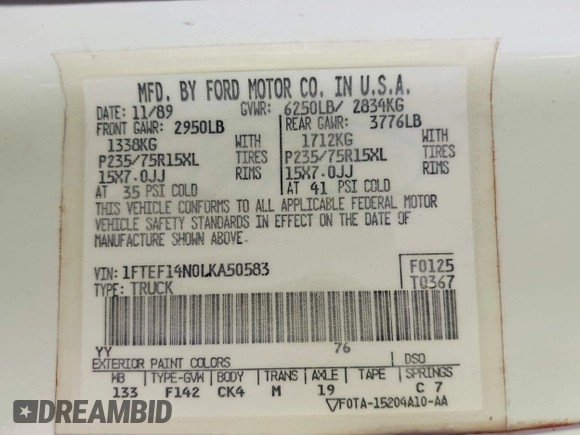 MFD. BY FORD MOTOR CO. IN U.S.A.
DATE: 11/89 GVWR: 6250LB/ 2834KG
FRONT GAWR: 2950LB REAR GAWR: 3776LB
1338KG WITH 1712KG WITH
P235/75R15XL TIRES P235/75R15XL TIRES
15X7.0JJ RIMS 15X7.0JJ RIMS
AT 35 PSI COLD AT 41 PSI COLD
THIS VEHICLE CONFORMS TO ALL APPLICABLE FEDERAL MOTOR
VEHICLE SAFETY STANDARDS IN EFFECT ON THE DATE OF
MANUFACTURE SHOWN ABOVE.
VIN: 1FTEF14N0LKA50583 F0125
TYPE: TRUCK T0367
YY 76
EXTERIOR PAINT COLORS DSO
WB TYPE-GVW BODY TRANS AXLE TAPE SPRINGS
133 F142 CK4 M 19 C 7
F0TA-15204A10-AA
DREAMBID